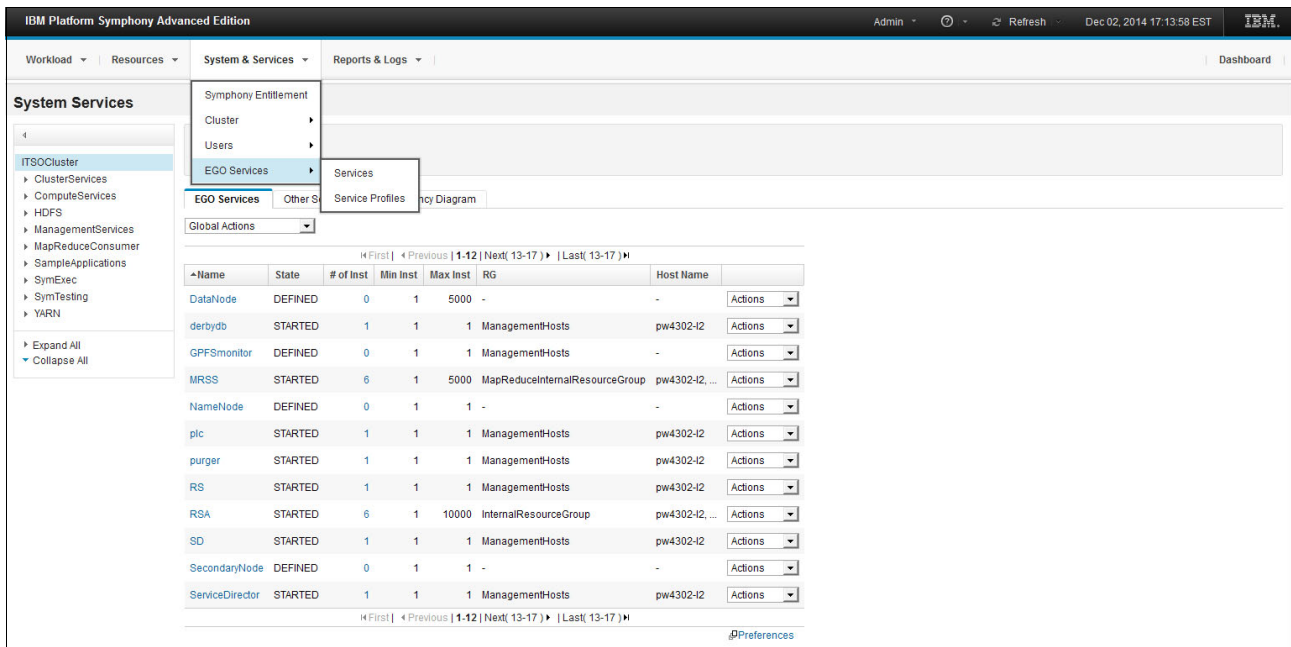 IBM Platform Symphony Advanced Edition
Admin
Refresh
Dec 02, 2014 17:13:58 EST
IBM.
Workload
Resources
System & Services
Reports & Logs
Dashboard
System Services
Symphony Entitlement
Cluster
Users
EGO Services
Services
Service Profiles
ITSOCluster
ClusterServices
ComputeServices
HDFS
ManagementServices
MapReduceConsumer
SampleApplications
SymExec
SymTesting
YARN
Expand All
Collapse All
EGO Services Other S ncy Diagram
Global Actions
First | Previous | 1-12 | Next( 13-17 ) | Last( 13-17 )
Name State # of Inst Min Inst Max Inst RG Host Name
DataNode DEFINED 0 1 5000 - - Actions
derbydb STARTED 1 1 1 ManagementHosts pw4302-l2 Actions
GPFSmonitor DEFINED 0 1 1 ManagementHosts - Actions
MRSS STARTED 6 1 5000 MapReduceInternalResourceGroup pw4302-l2, ... Actions
NameNode DEFINED 0 1 1 - - Actions
plc STARTED 1 1 1 ManagementHosts pw4302-l2 Actions
purger STARTED 1 1 1 ManagementHosts pw4302-l2 Actions
RS STARTED 1 1 1 ManagementHosts pw4302-l2 Actions
RSA STARTED 6 1 10000 InternalResourceGroup pw4302-l2, ... Actions
SD STARTED 1 1 1 ManagementHosts pw4302-l2 Actions
SecondaryNode DEFINED 0 1 1 - - Actions
ServiceDirector STARTED 1 1 1 ManagementHosts pw4302-l2 Actions
First | Previous | 1-12 | Next( 13-17 ) | Last( 13-17 )
Preferences